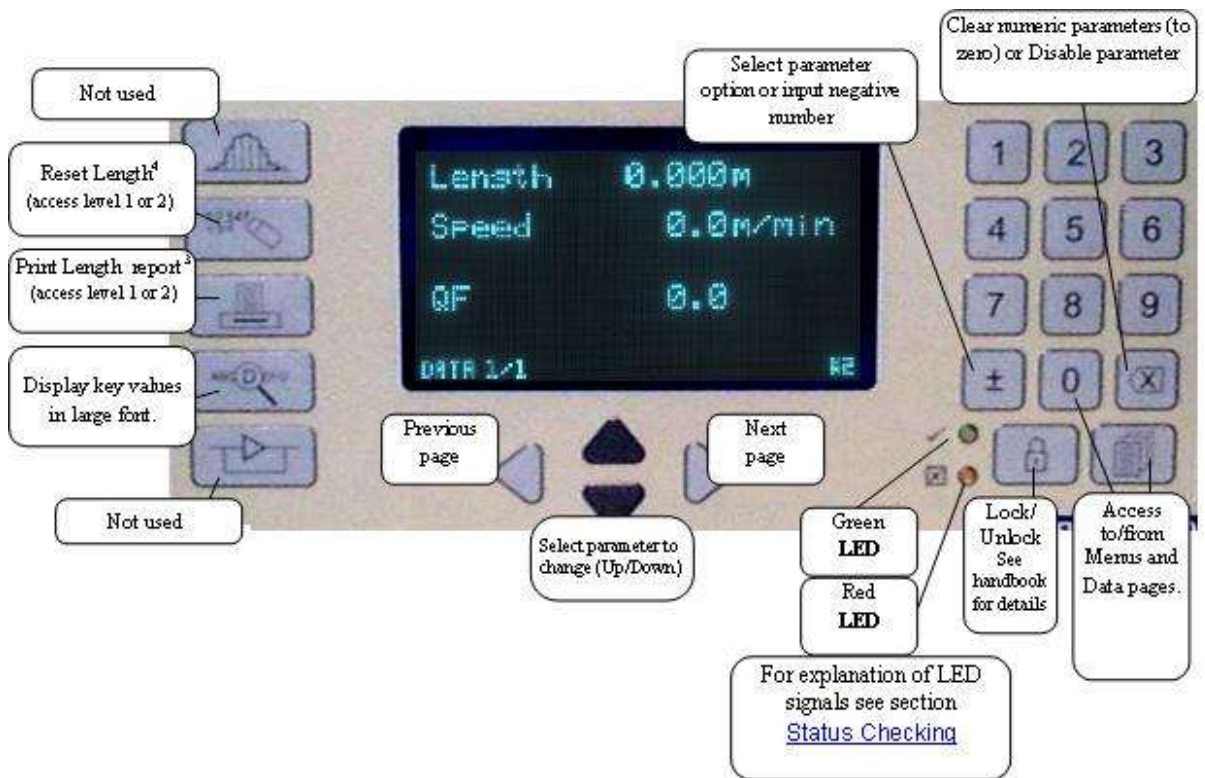 Clear numeric parameters (to
zero) or Disable parameter
Select parameter
option or input negative
number
Not used
Reset Length4
(access level 1 or 2)
Print Length report3
(access level 1 or 2)
Display key values
in large font.
Not used
Length 0.000m
Speed 0.0m/min
QF 0.0
DATA 1/1
1 2 3
4 5 6
7 8 9
± 0 X
Previous
page
Next
page
Select parameter to
change (Up/Down)
Green
LED
Red
LED
Lock/
Unlock
See
handbook
for details
Access
to/from
Menus and
Data pages.
For explanation of LED
signals see section
Status Checking